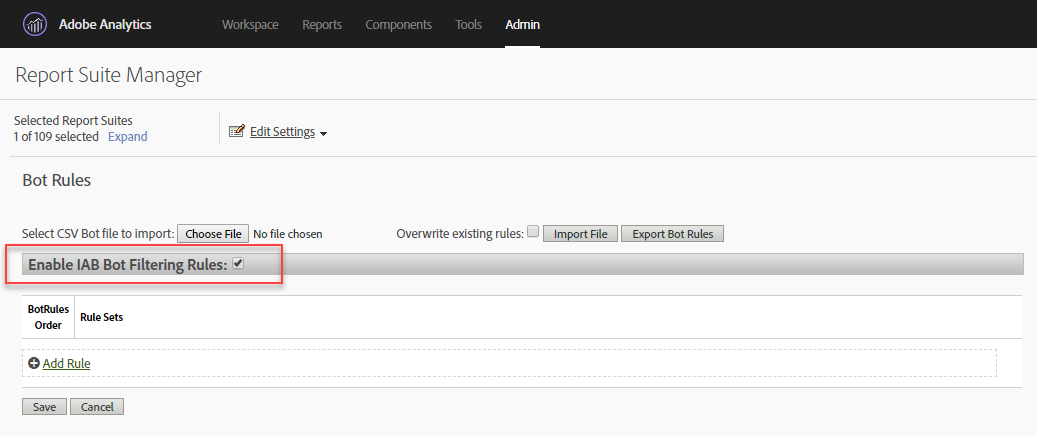 Adobe Analytics Workspace Reports Components Tools Admin
Report Suite Manager
Selected Report Suites
1 of 109 selected Expand
Edit Settings
Bot Rules
Select CSV Bot file to import: Choose File No file chosen Overwrite existing rules: Import File Export Bot Rules
Enable IAB Bot Filtering Rules:
BotRules
Order
Rule Sets
Add Rule
Save Cancel